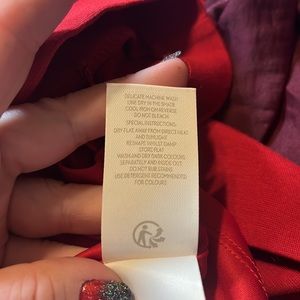 DELICATE MACHINE WASH
LINE DRY IN THE SHADE
COOL IRON ON REVERSE
DO NOT BLEACH
SPECIAL INSTRUCTIONS:
DRY FLAT AWAY FROM DIRECT HEAT
AND SUNLIGHT
RESHAPE WHILST DAMP
STORE FLAT
WASH AND DRY DARK COLOURS
SEPARATELY AND INSIDE OUT
DO NOT RUB STAINS
USE DETERGENT RECOMMENDED
FOR COLOURS